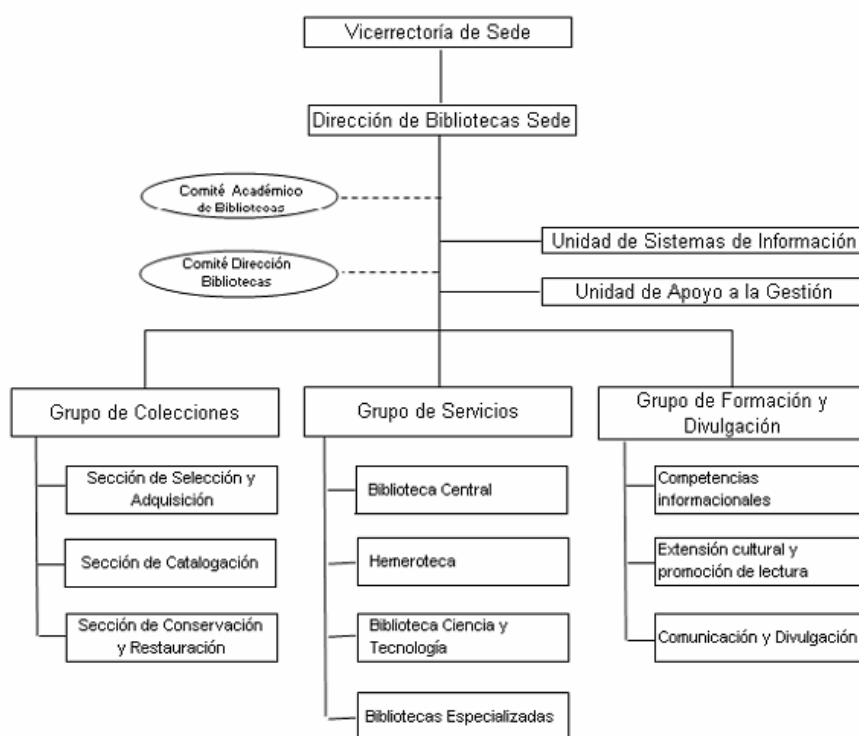 Vicerrectoría de Sede
Dirección de Bibliotecas Sede
Comité Académico
de Bibliotecas
Unidad de Sistemas de Información
Comité Dirección
Bibliotecas
Unidad de Apoyo a la Gestión
Grupo de Colecciones
Grupo de Servicios
Grupo de Formación y
Divulgación
Sección de Selección y
Adquisición
Sección de Catalogación
Sección de Conservación
y Restauración
Biblioteca Central
Hemeroteca
Biblioteca Ciencia y
Tecnología
Bibliotecas Especializadas
Competencias
informacionales
Extensión cultural y
promoción de lectura
Comunicación y Divulgación